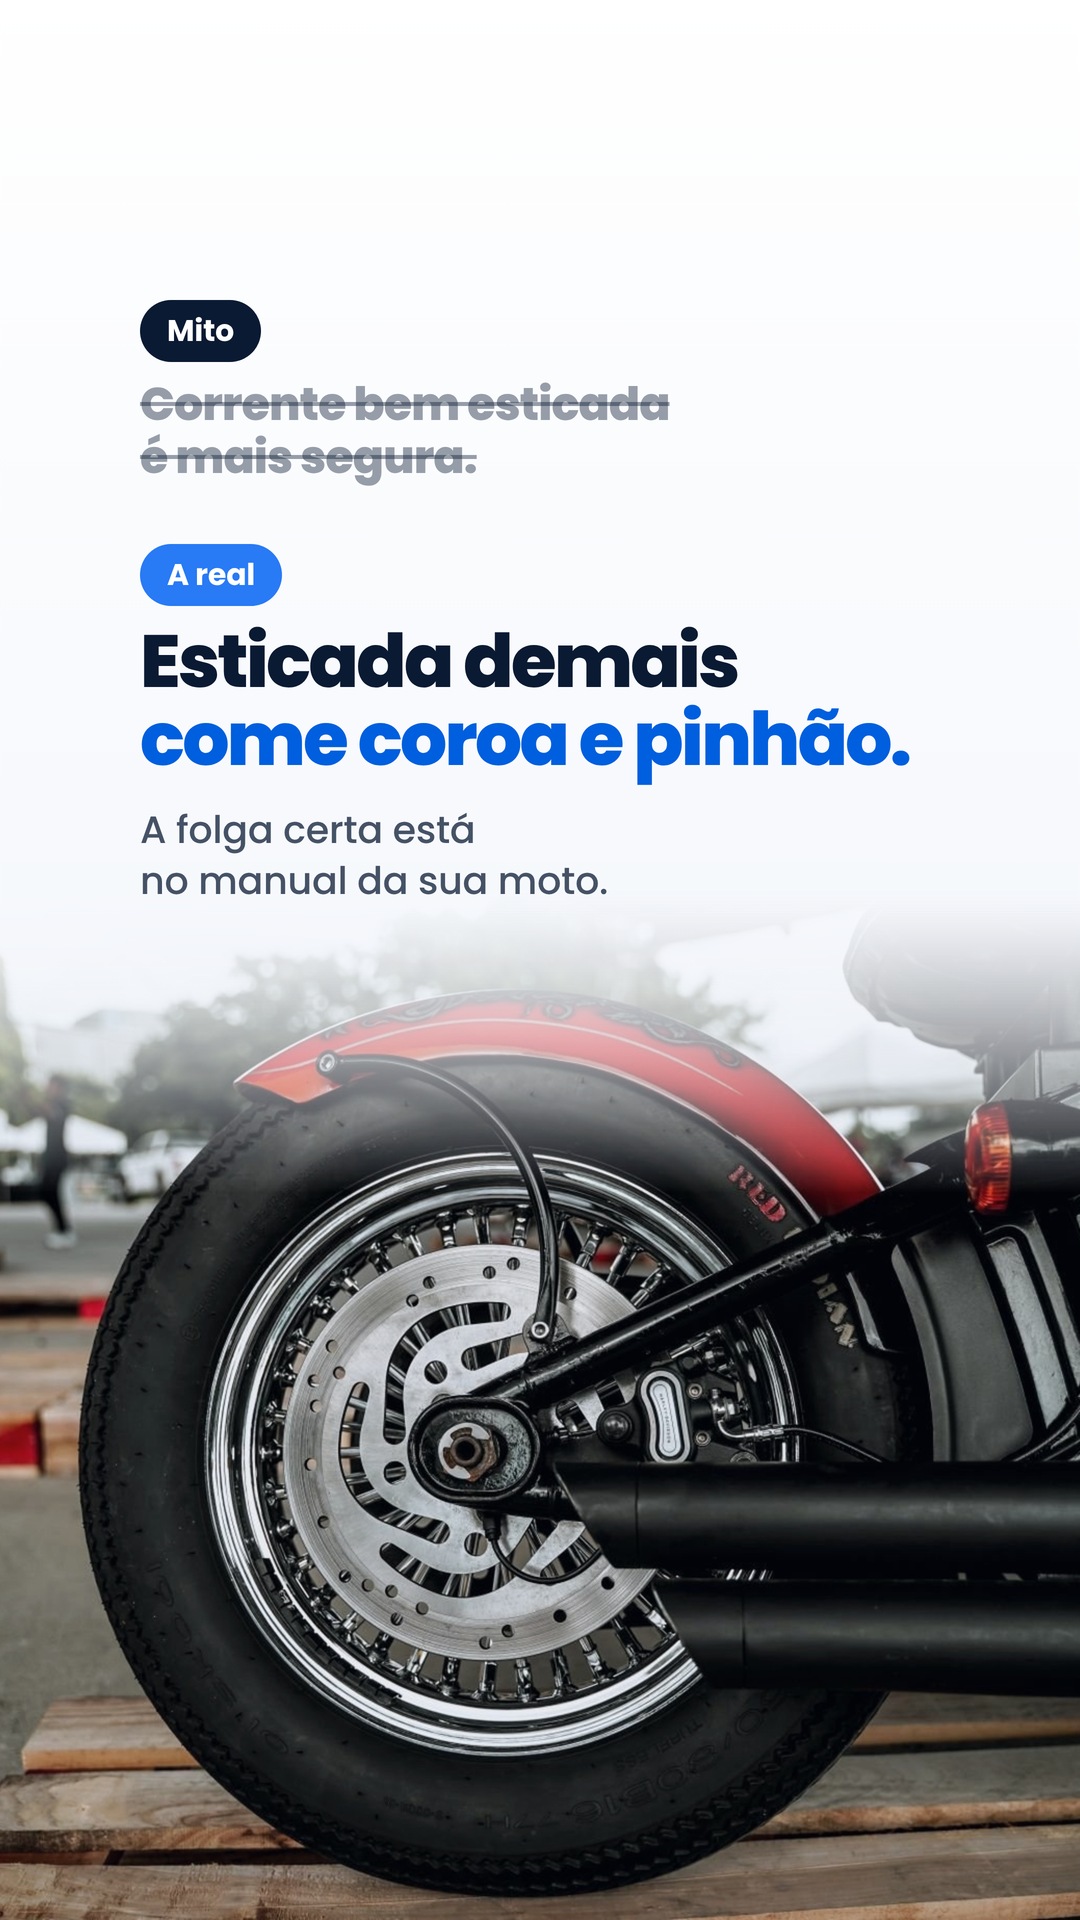 Mito
Corrente bem esticada
é mais segura.
A real
Esticada demais
come coroa e pinhão.
A folga certa está
no manual da sua moto.
RED